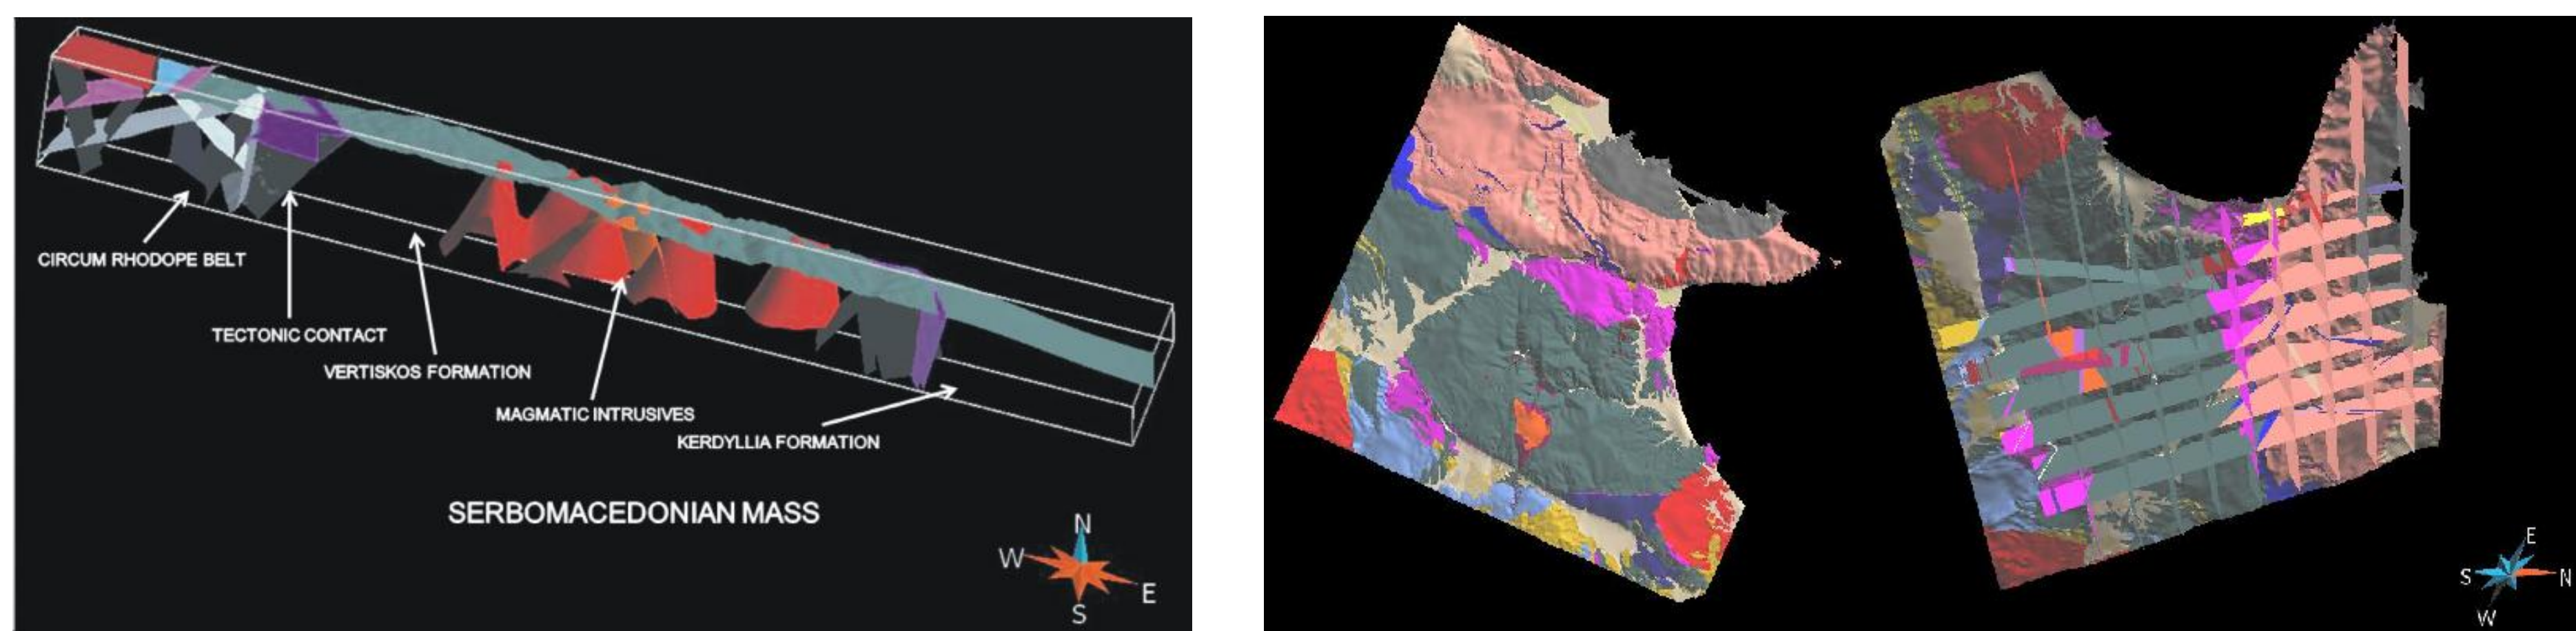 CIRCUM RHODOPE BELT
TECTONIC CONTACT
VERTISKOS FORMATION
MAGMATIC INTRUSIVES
KERDYLLIA FORMATION
SERBOMACEDONIAN MASS
N
W
E
S
E
S
N
W